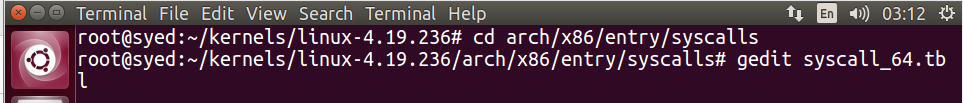 Terminal File Edit View Search Terminal Help En 03:12
root@syed:~/kernels/linux-4.19.236# cd arch/x86/entry/syscalls
root@syed:~/kernels/linux-4.19.236/arch/x86/entry/syscalls# gedit syscall_64.tb
l